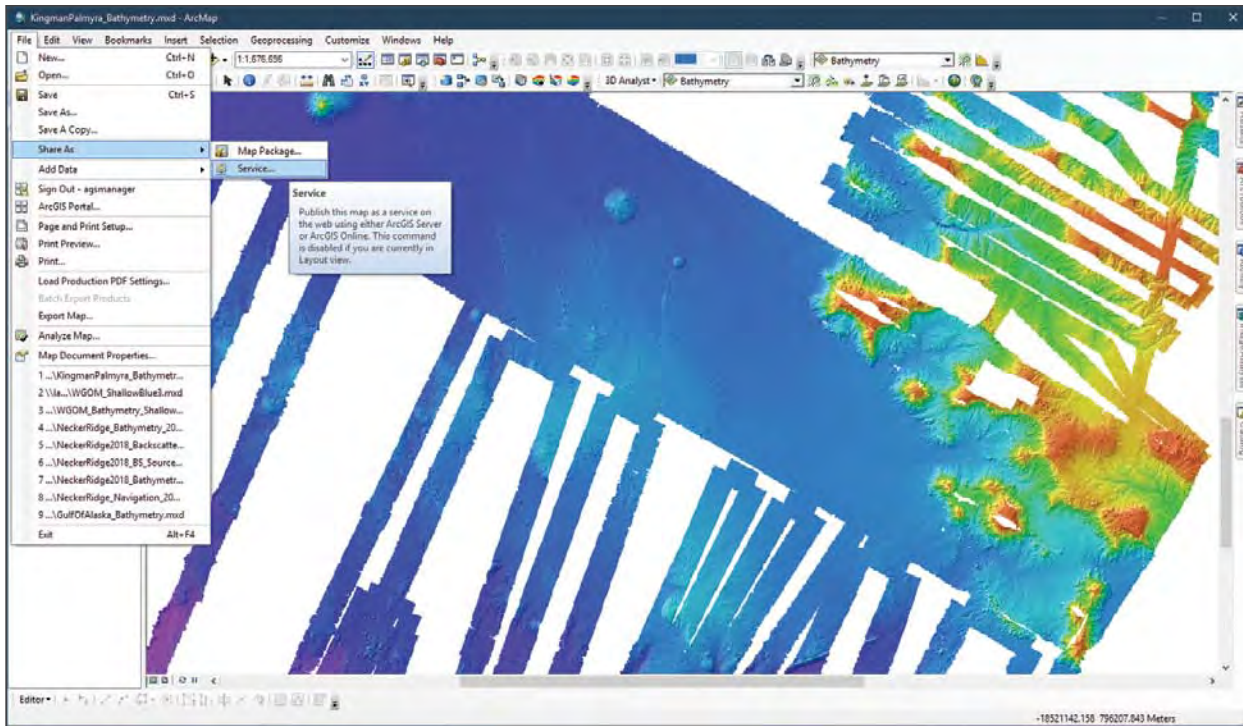 KingmanPalmyra_Bathymetry.mxd - ArcMap
File Edit View Bookmarks Insert Selection Geoprocessing Customize Windows Help
New... Ctrl+N
1:1,676,656
Bathymetry
Open... Ctrl+O
3D Analyst
Bathymetry
Save Ctrl+S
Save As...
Save A Copy...
Share As
Map Package...
Add Data
Service...
Sign Out - agsmanager
Service
ArcGIS Portal...
Publish this map as a service on
the web using either ArcGIS Server
or ArcGIS Online. This command
is disabled if you are currently in
Layout view.
Page and Print Setup...
Print Preview...
Print...
Load Production PDF Settings...
Batch Export Products
Export Map...
Analyze Map...
Map Document Properties...
1 ...\KingmanPalmyra_Bathymetr...
2 \\la...\WGOM_ShallowBlue3.mxd
3 ...\WGOM_Bathymetry_Shallow...
4 ...\NeckerRidge_Bathymetry_20...
5 ...\NeckerRidge2018_Backscatte...
6 ...\NeckerRidge2018_BS_Source...
7 ...\NeckerRidge2018_Bathymetr...
8 ...\NeckerRidge_Navigation_20...
9 ...\GulfOfAlaska_Bathymetry.mxd
Exit Alt+F4
Editor
-18521142.158 796207.843 Meters